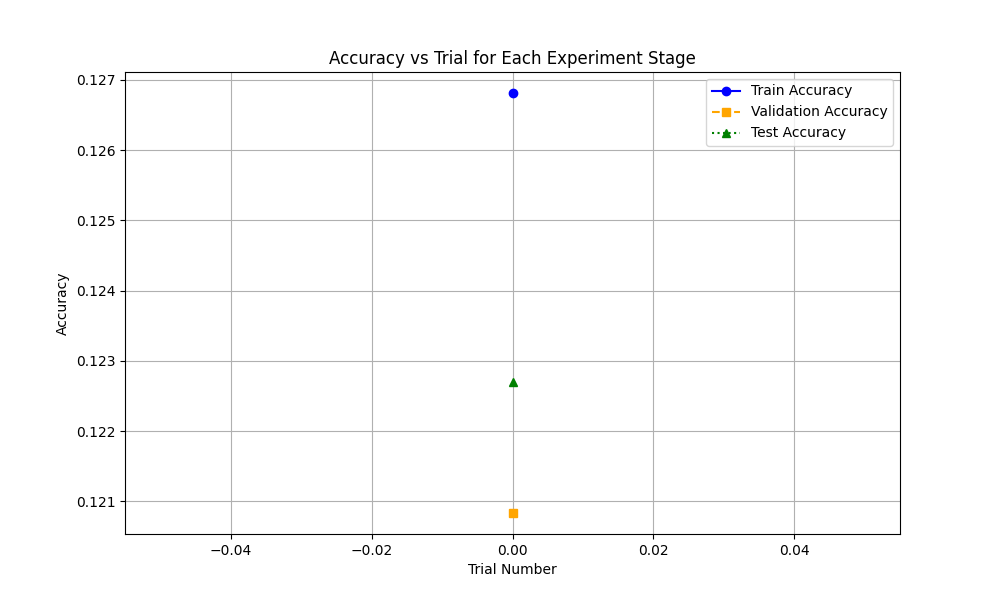 Accuracy vs Trial for Each Experiment Stage
Train Accuracy
Validation Accuracy
Test Accuracy
Accuracy
0.127
0.126
0.125
0.124
0.123
0.122
0.121
−0.04
−0.02
0.00
0.02
0.04
Trial Number